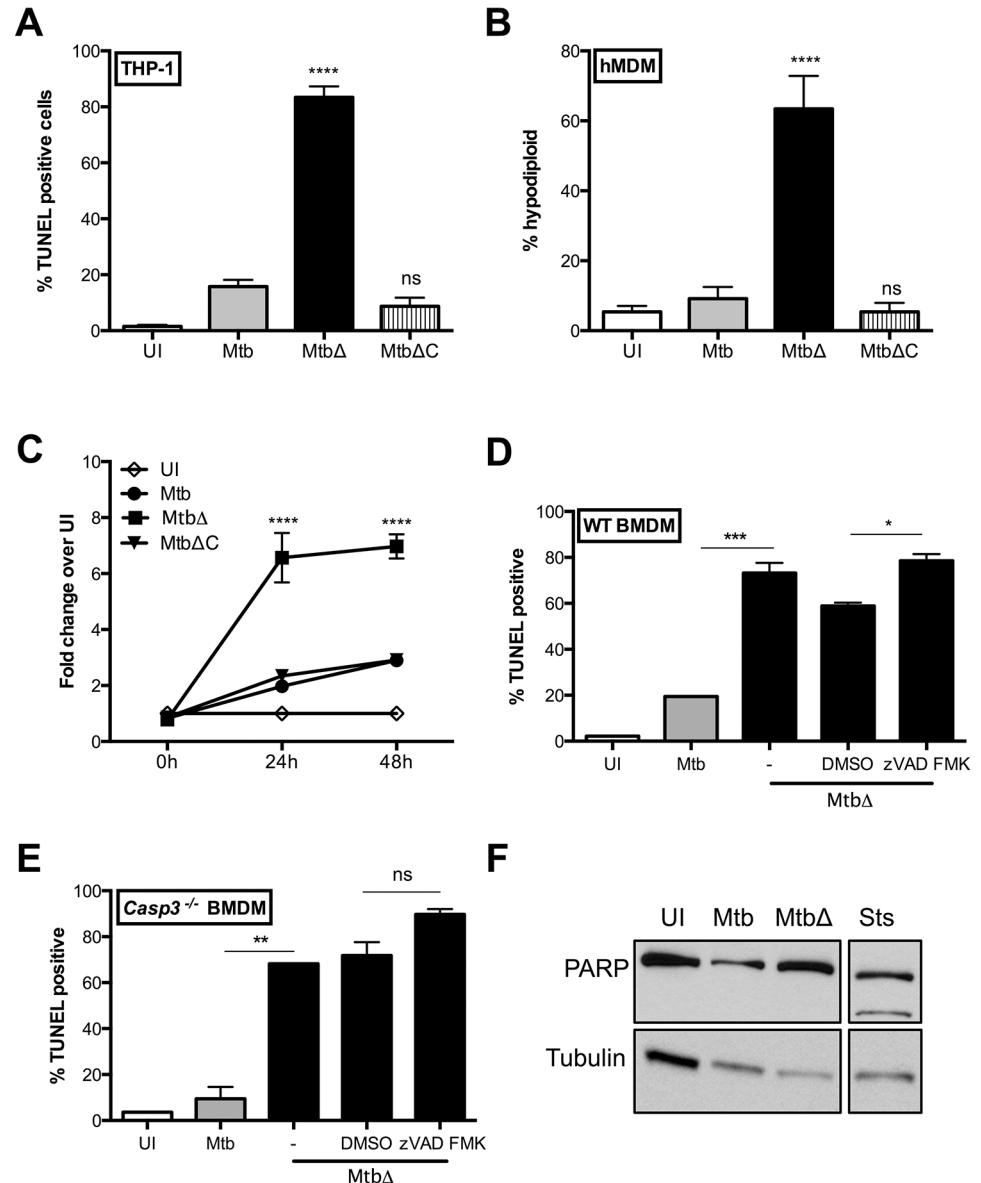 A
THP-1
% TUNEL positive cells
100
80
60
40
20
0
****
ns
UI Mtb MtbΔ MtbΔC
B
hMDM
% hypodiploid
80
60
40
20
0
****
ns
UI Mtb MtbΔ MtbΔC
C
Fold change over UI
10
8
6
4
2
0
UI
Mtb
MtbΔ
MtbΔC
**** ****
0h 24h 48h
D
WT BMDM
% TUNEL positive
100
80
60
40
20
0
*** *
UI Mtb - DMSO zVAD FMK
MtbΔ
E
Casp3 -/- BMDM
% TUNEL positive
100
80
60
40
20
0
** ns
UI Mtb - DMSO zVAD FMK
MtbΔ
F
UI Mtb MtbΔ Sts
PARP
Tubulin